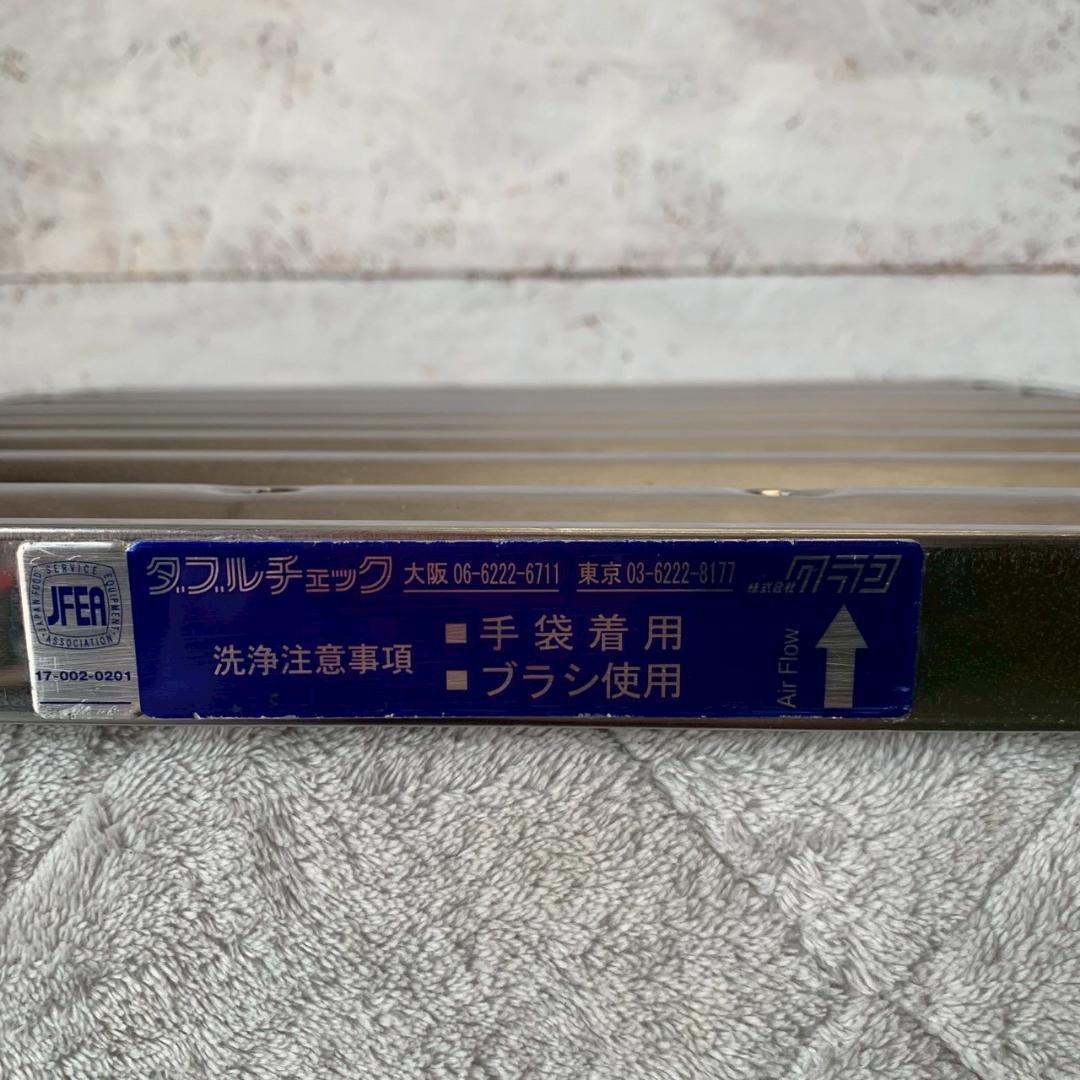 JAPAN FOOD SERVICE EQUIPMENT ASSOCIATION
JFEA
17-002-0201
ダブルチェック 大阪 06-6222-6711 東京 03-6222-8177 株式会社クラコ
洗浄注意事項
■ 手袋着用
■ ブラシ使用
Air Flow